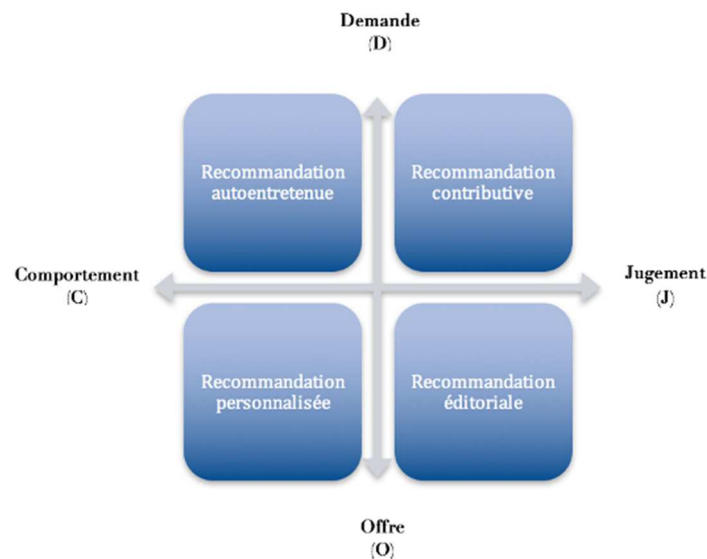 Demande
(D)
Recommandation
autoentretenue
Recommandation
contributive
Comportement
(C)
Jugement
(J)
Recommandation
personnalisée
Recommandation
éditoriale
Offre
(O)